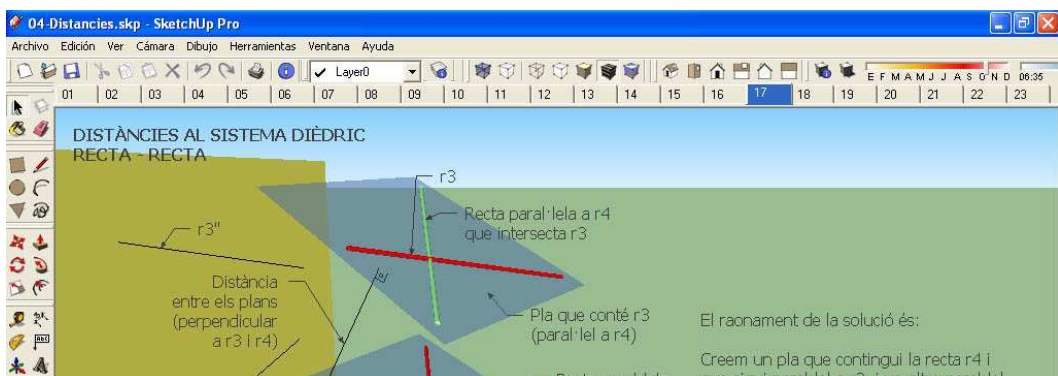 04-Distancies.skp - SketchUp Pro
Archivo Edición Ver Cámara Dibujo Herramientas Ventana Ayuda
Layer0
E F M A M J J A S O N D 06:35
01 02 03 04 05 06 07 08 09 10 11 12 13 14 15 16 17 18 19 20 21 22 23
DISTÀNCIES AL SISTEMA DIÈDRIC
RECTA - RECTA
r3
Recta paral·lela a r4
que intersecta r3
r3"
Distància
entre els plans
(perpendicular
a r3 i r4)
Pla que conté r3
(paral·lel a r4)
El raonament de la solució és:
Creem un pla que contingui la recta r4 i